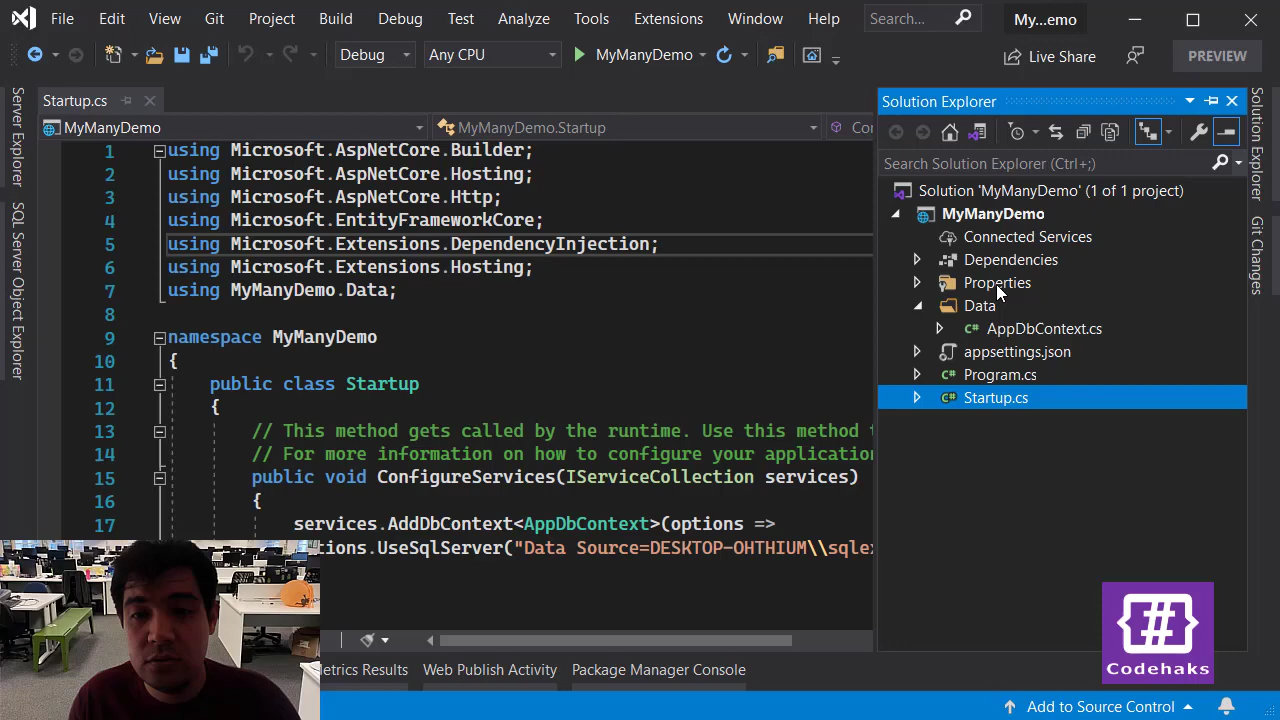 File Edit View Git Project Build Debug Test Analyze Tools Extensions Window Help Search... My...emo
Debug Any CPU MyManyDemo Live Share PREVIEW
Server Explorer
SQL Server Object Explorer
Startup.cs
MyManyDemo MyManyDemo.Startup Con
1 using Microsoft.AspNetCore.Builder;
2 using Microsoft.AspNetCore.Hosting;
3 using Microsoft.AspNetCore.Http;
4 using Microsoft.EntityFrameworkCore;
5 using Microsoft.Extensions.DependencyInjection;
6 using Microsoft.Extensions.Hosting;
7 using MyManyDemo.Data;
8
9 namespace MyManyDemo
10 {
11 public class Startup
12 {
13 // This method gets called by the runtime. Use this method t
14 // For more information on how to configure your application
15 public void ConfigureServices(IServiceCollection services)
16 {
17 services.AddDbContext<AppDbContext>(options =>
tions.UseSqlServer("Data Source=DESKTOP-OHTHIUM\\sqlex
etrics Results Web Publish Activity Package Manager Console
Solution Explorer
Search Solution Explorer (Ctrl+;)
Solution 'MyManyDemo' (1 of 1 project)
MyManyDemo
Connected Services
Dependencies
Properties
Data
C# AppDbContext.cs
appsettings.json
C# Program.cs
C# Startup.cs
Solution Explorer
Git Changes
#
Codehaks
Add to Source Control